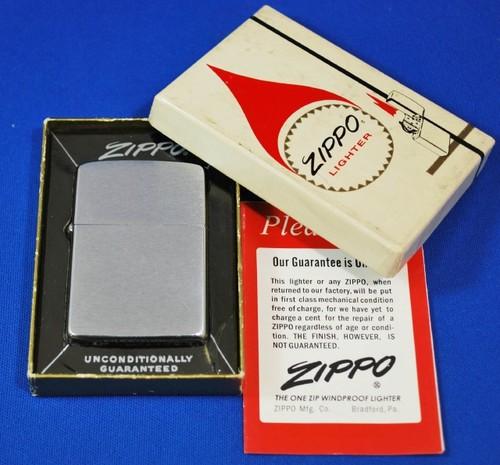 ZIPPO
LIGHTER
ZIPPO
UNCONDITIONALLY
GUARANTEED
Our Guarantee is
This lighter or any ZIPPO, when
returned to our factory, will be put
in first class mechanical condition
free of charge, for we have yet to
charge a cent for the repair of a
ZIPPO regardless of age or condi-
tion. THE FINISH, HOWEVER, IS
NOT GUARANTEED.
ZIPPO
®
THE ONE ZIP WINDPROOF LIGHTER
ZIPPO Mfg. Co. Bradford, Pa.